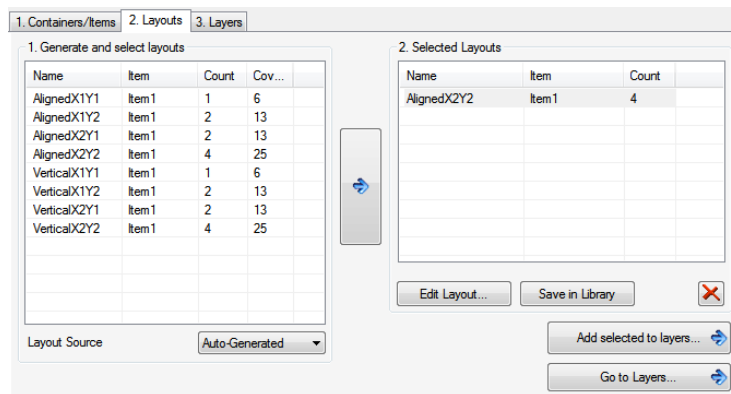 1. Containers/Items 2. Layouts 3. Layers
1. Generate and select layouts
Name Item Count Cov...
AlignedX1Y1 Item1 1 6
AlignedX1Y2 Item1 2 13
AlignedX2Y1 Item1 2 13
AlignedX2Y2 Item1 4 25
VerticalX1Y1 Item1 1 6
VerticalX1Y2 Item1 2 13
VerticalX2Y1 Item1 2 13
VerticalX2Y2 Item1 4 25
Layout Source Auto-Generated
2. Selected Layouts
Name Item Count
AlignedX2Y2 Item1 4
Edit Layout... Save in Library
Add selected to layers...
Go to Layers...